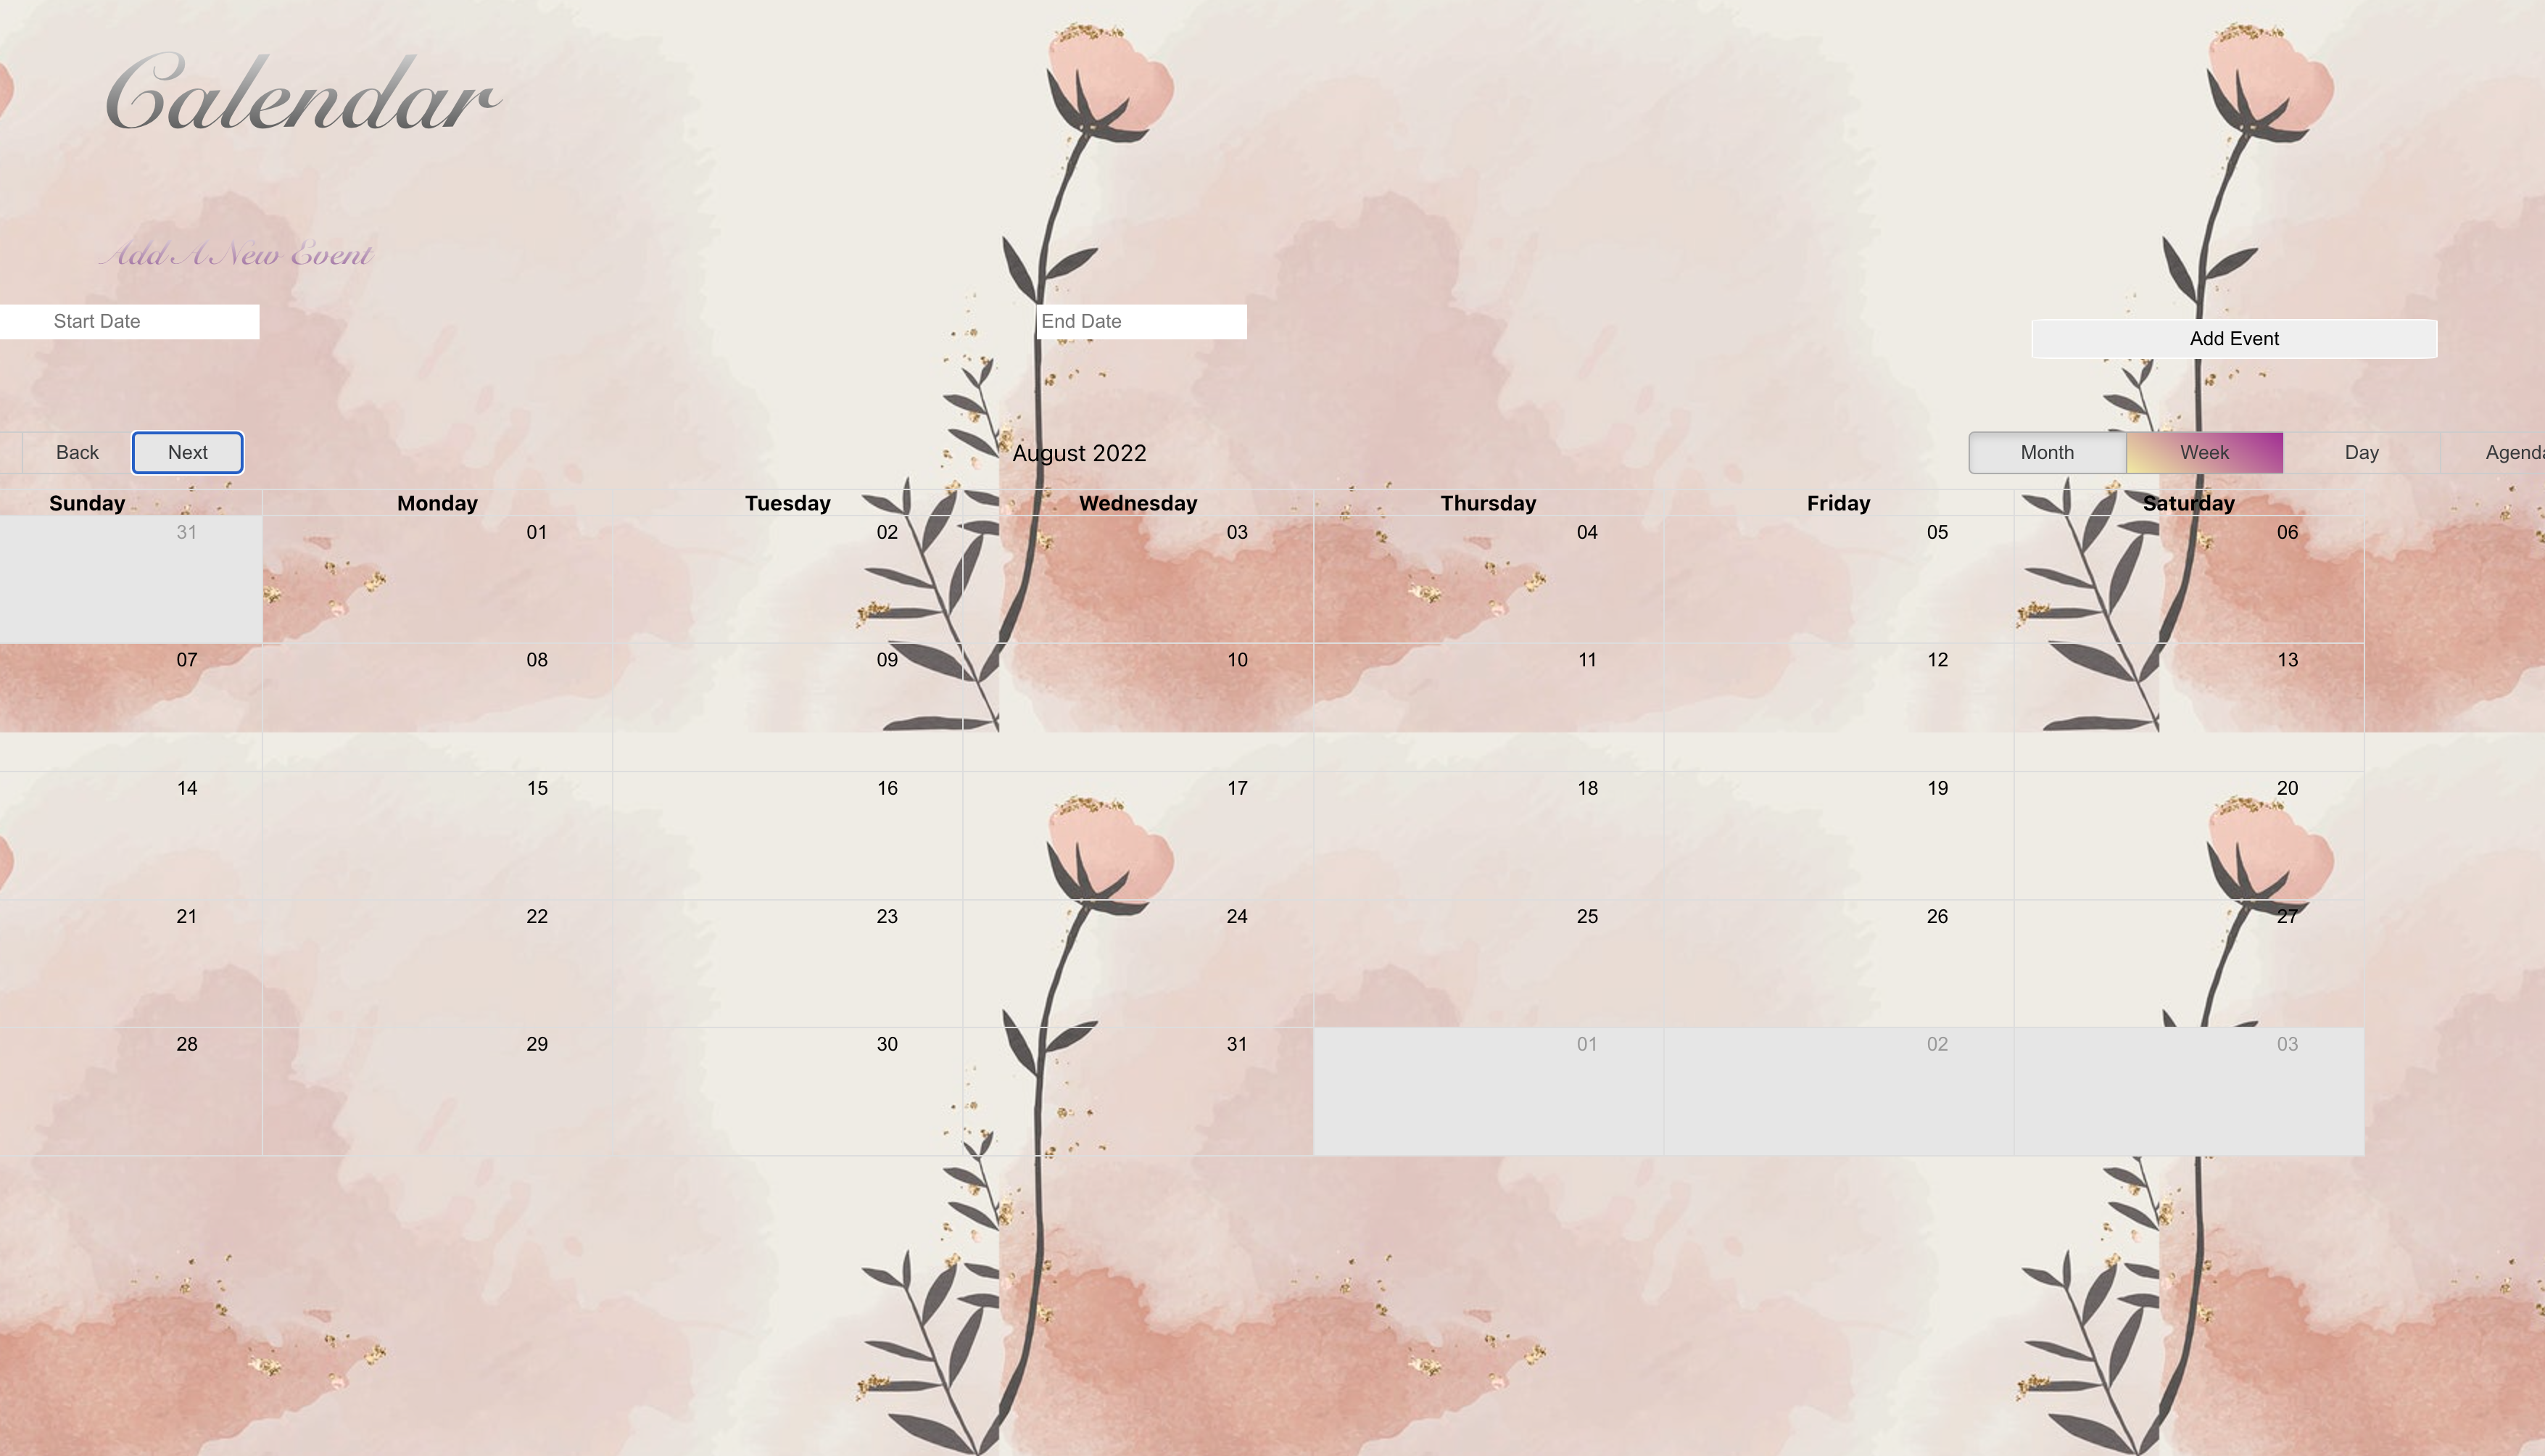 Calendar
Add A New Event
Start Date End Date Add Event
Back Next August 2022 Month Week Day
Sunday Monday Tuesday Wednesday Thursday Friday Saturday
31 01 02 03 04 05 06
07 08 09 10 11 12 13
14 15 16 17 18 19 20
21 22 23 24 25 26 27
28 29 30 31 01 02 03